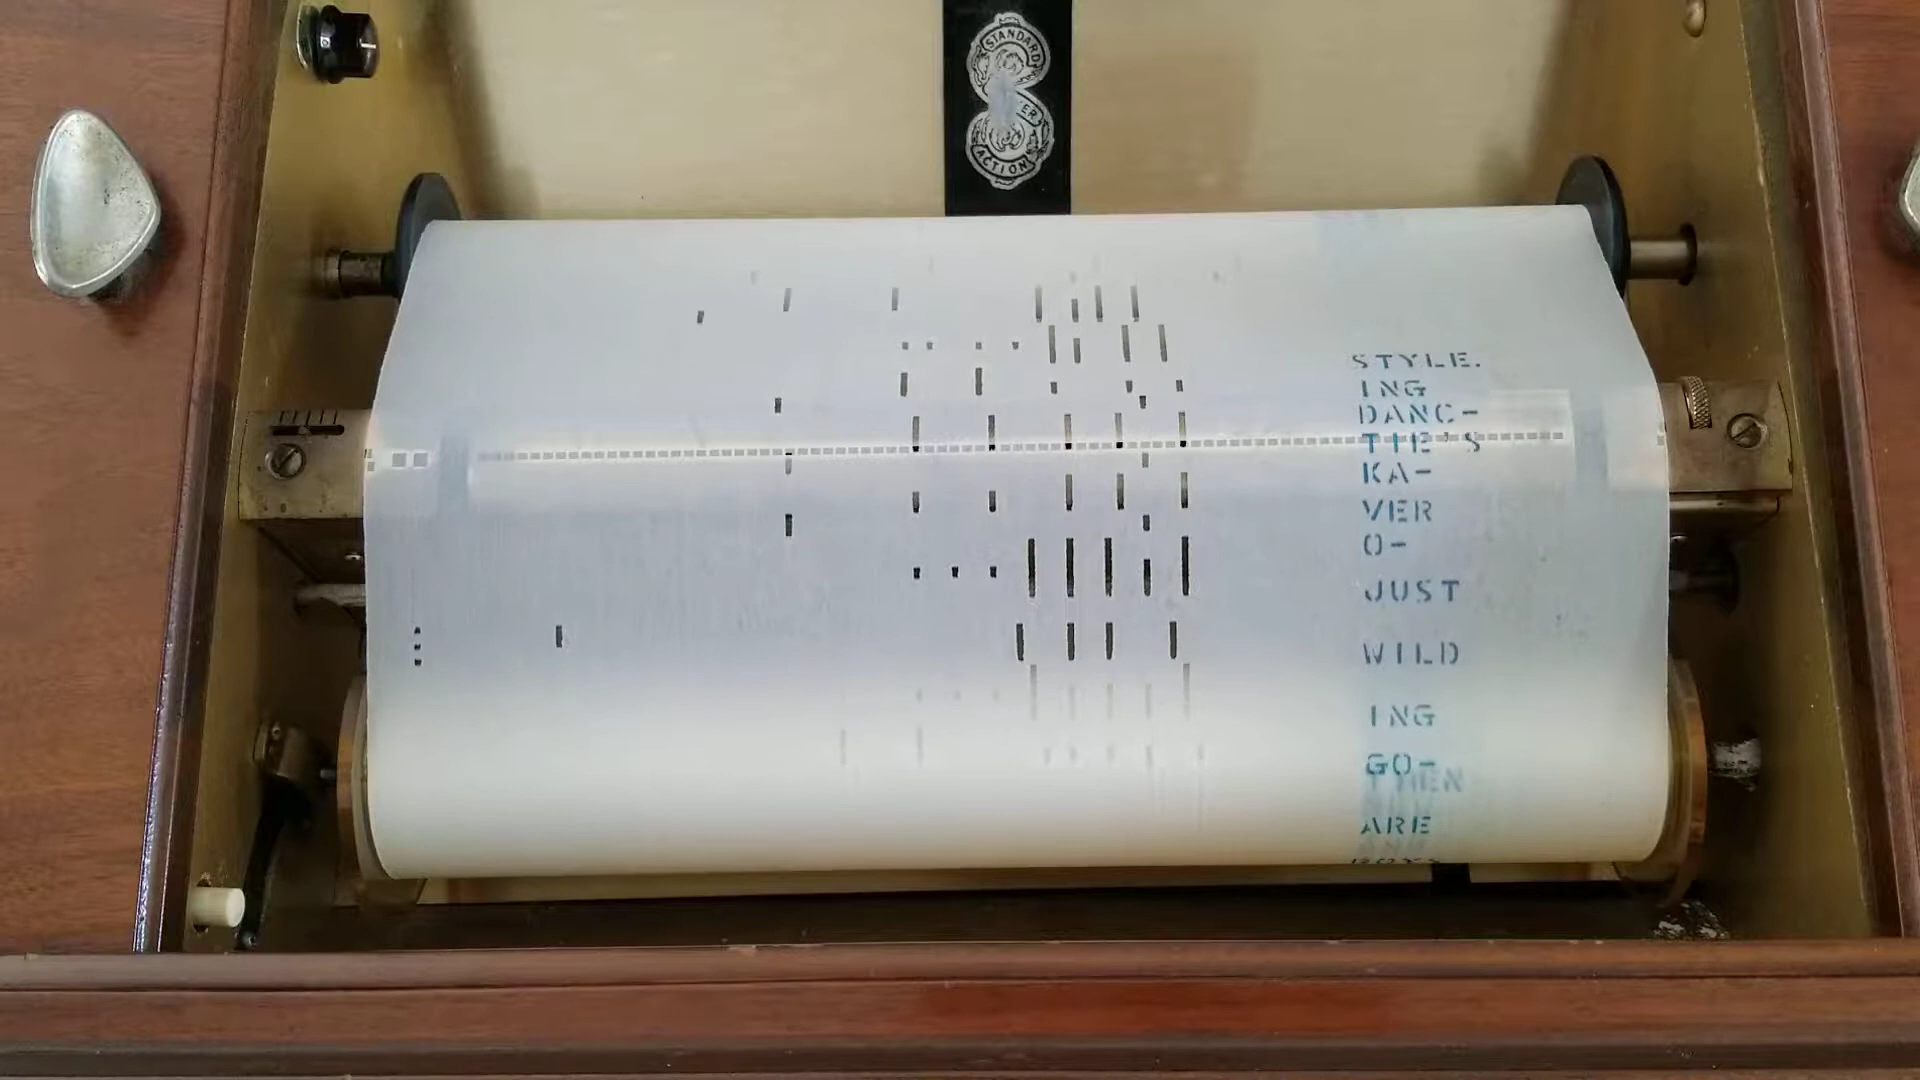 STANDARD
ACTION
STYLE.
ING
DANC-
TIE'S
KA-
VER
O-
JUST
WILD
ING
GO-
ARE